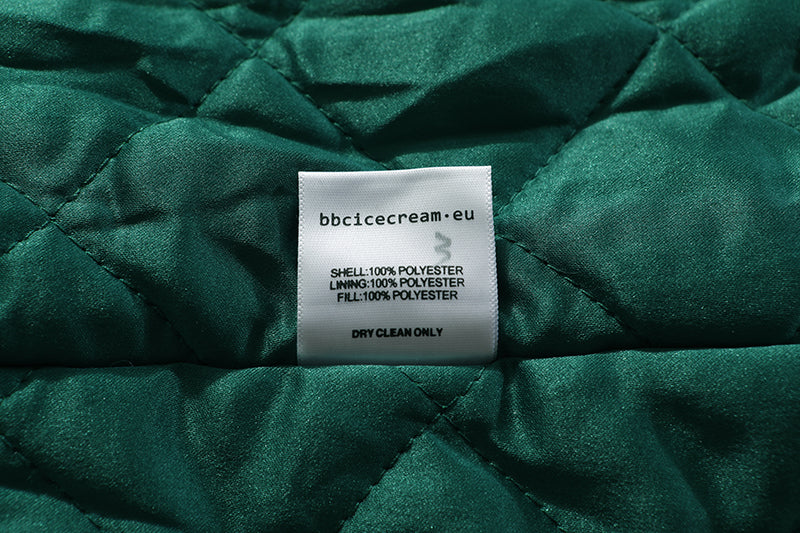 bbcicecream.eu
SHELL:100% POLYESTER
LINING:100% POLYESTER
FILL:100% POLYESTER
DRY CLEAN ONLY